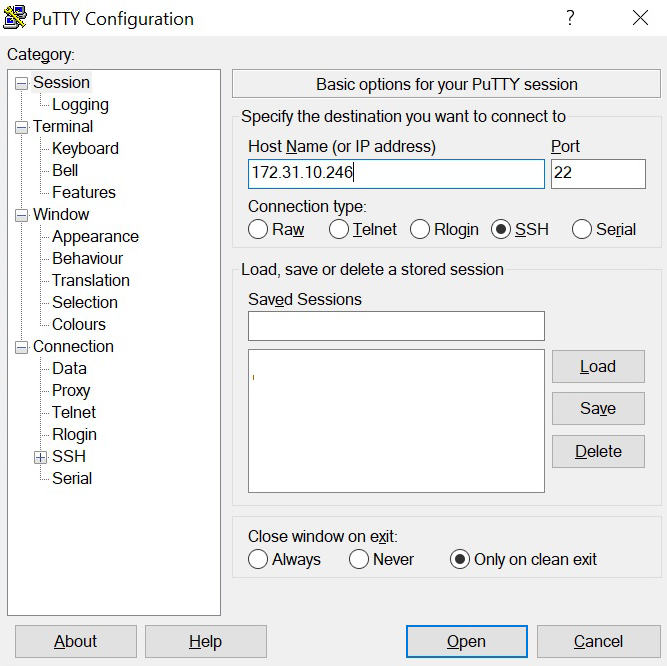 PuTTY Configuration
Category:
Session
Logging
Terminal
Keyboard
Bell
Features
Window
Appearance
Behaviour
Translation
Selection
Colours
Connection
Data
Proxy
Telnet
Rlogin
SSH
Serial
Basic options for your PuTTY session
Specify the destination you want to connect to
Host Name (or IP address) Port
172.31.10.246 22
Connection type:
Raw Telnet Rlogin SSH Serial
Load, save or delete a stored session
Saved Sessions
Load
Save
Delete
Close window on exit:
Always Never Only on clean exit
About Help Open Cancel